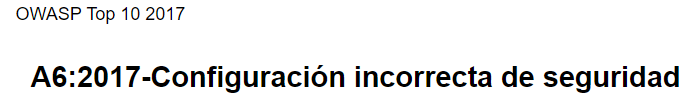 OWASP Top 10 2017
A6:2017-Configuración incorrecta de seguridad